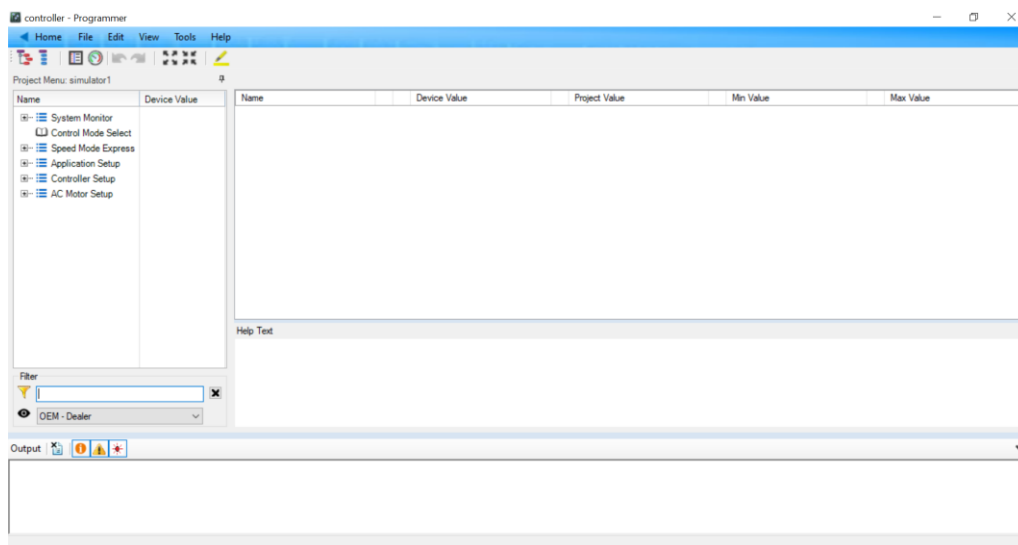 controller - Programmer
Home File Edit View Tools Help
Project Menu: simulator1
Name Device Value
System Monitor
Control Mode Select
Speed Mode Express
Application Setup
Controller Setup
AC Motor Setup
Filter
OEM - Dealer
Name Device Value Project Value Min Value Max Value
Help Text
Output